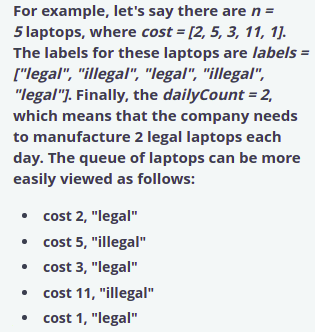 For example, let's say there are n =
5 laptops, where cost = [2, 5, 3, 11, 1].
The labels for these laptops are labels =
["legal", "illegal", "legal", "illegal",
"legal"]. Finally, the dailyCount = 2,
which means that the company needs
to manufacture 2 legal laptops each
day. The queue of laptops can be more
easily viewed as follows:
• cost 2, "legal"
• cost 5, "illegal"
• cost 3, "legal"
• cost 11, "illegal"
• cost 1, "legal"